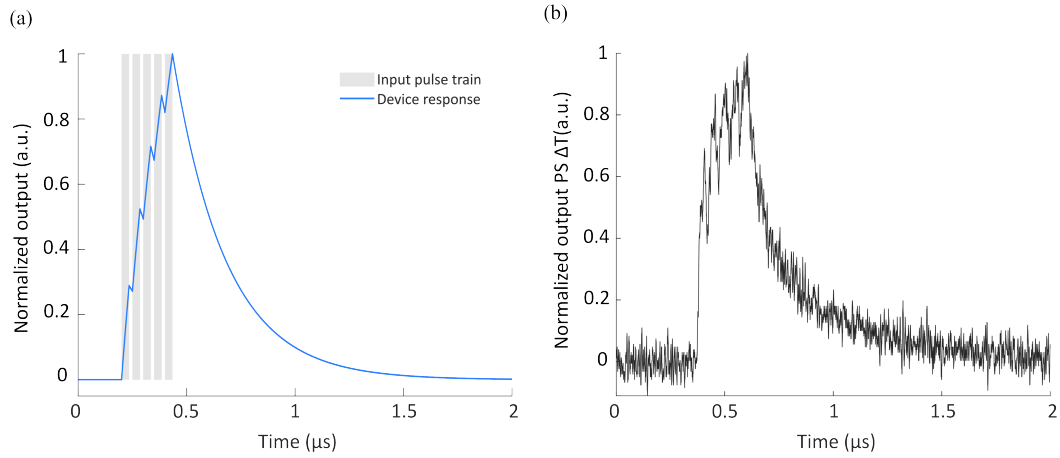 (a)
Normalized output (a.u.)
1
0.8
0.6
0.4
0.2
0
0
0.5
1
1.5
2
Time (μs)
Input pulse train
Device response
(b)
Normalized output PS ΔT(a.u.)
1
0.8
0.6
0.4
0.2
0
0
0.5
1
1.5
2
Time (μs)